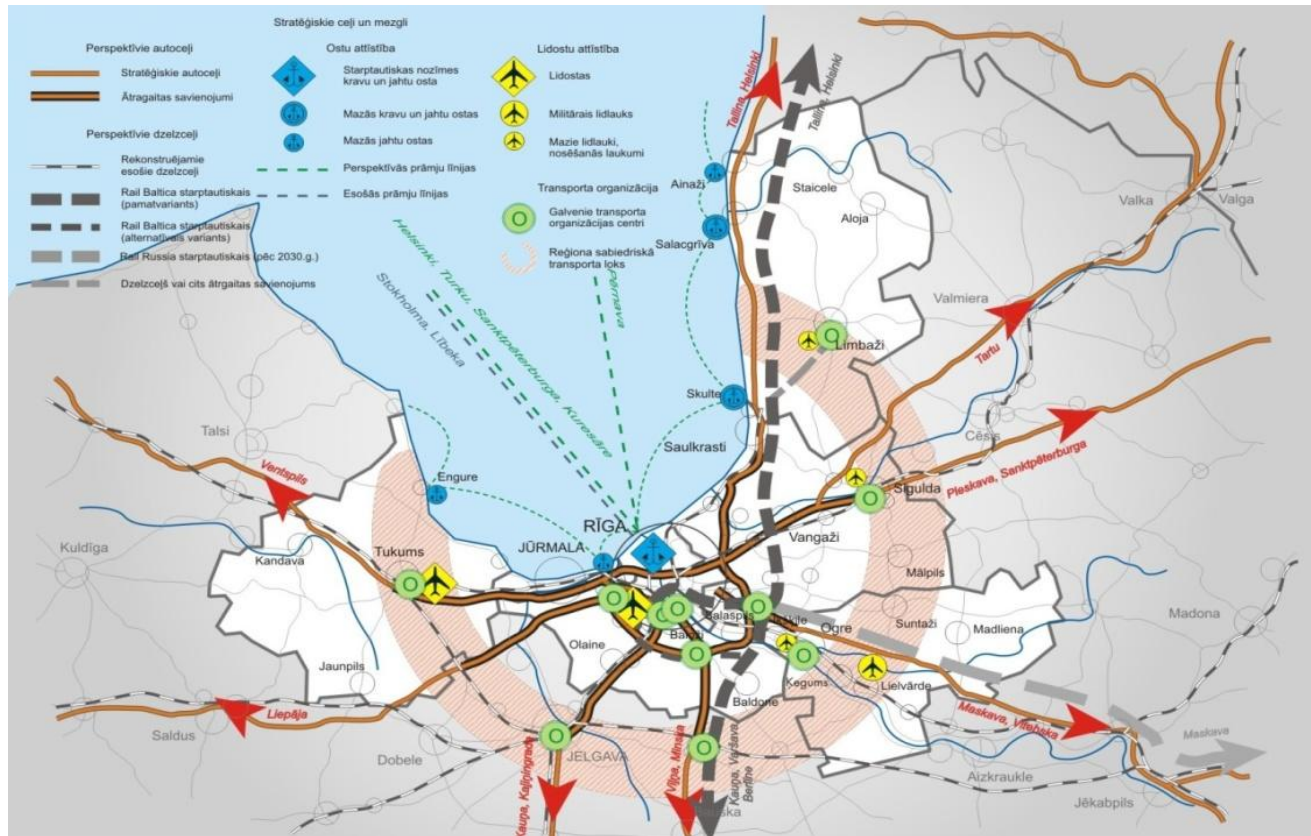 Stratēģiskie ceļi un mezgli
Perspektīvie autoceļi
Stratēģiskie autoceļi
Ātrgaitas savienojumi
Perspektīvie dzelzceļi
Rekonstruējamie
esošie dzelzceļi
Rail Baltica starptautiskais
(pamatvariants)
Rail Baltica starptautiskais
(alternatīvais variants)
Rail Russia starptautiskais (pēc 2030.g.)
Dzelzceļš vai cits ātrgaitas savienojums
Ostu attīstība
Starptautiskas nozīmes
kravu un jahtu osta
Mazās kravu un jahtu ostas
Mazās jahtu ostas
Perspektīvās prāmju līnijas
Esošās prāmju līnijas
Lidostu attīstība
Lidostas
Militārais lidlauks
Mazie lidlauki,
nosēšanās laukumi
Transporta organizācija
Galvenie transporta
organizācijas centri
Reģiona sabiedriskā
transporta loks
Tallina, Helsinki
Tallina, Helsinki
Ainaži
Staicele
Aloja
Salacgrīva
Valka
Valga
Helsinki, Turku, Sanktpēterburga, Kuresāre
Stokholma, Lībeka
Pērnava
Valmiera
Limbaži
Tartu
Skulte
Cēsis
Talsi
Saulkrasti
Ventspils
Engure
Sigulda
Pleskava, Sanktpēterburga
RĪGA
Vangaži
Kuldīga
Kandava
Tukums
JŪRMALA
Mālpils
Salaspils
Madona
Ogre
Suntaži
Madliena
Olaine
Jaunpils
Ķegums
Lielvārde
Baldone
Liepāja
Saldus
Maskava, Vitebska
Dobele
JELGAVA
Maskava
Kauņa, Kaļiņingrada
Viļņa, Minska
Kauņa, Varšava
Berlīne
Aizkraukle
Jēkabpils